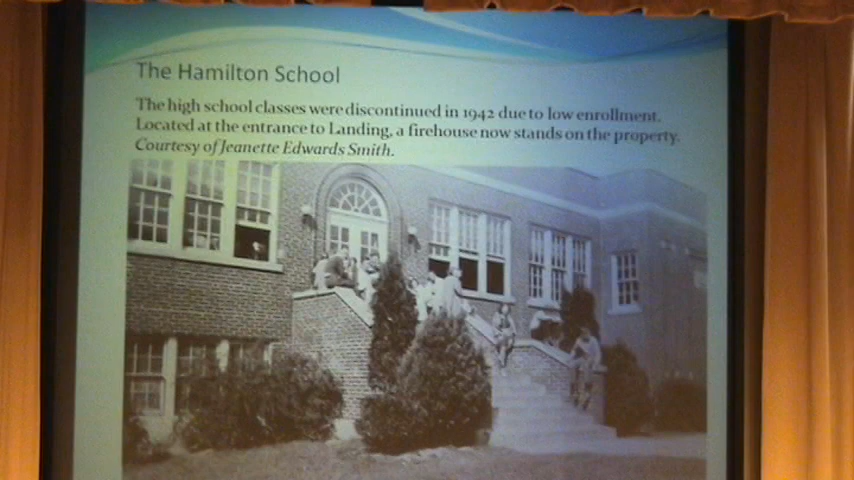 The Hamilton School
The high school classes were discontinued in 1942 due to low enrollment.
Located at the entrance to Landing, a firehouse now stands on the property.
Courtesy of Jeanette Edwards Smith.